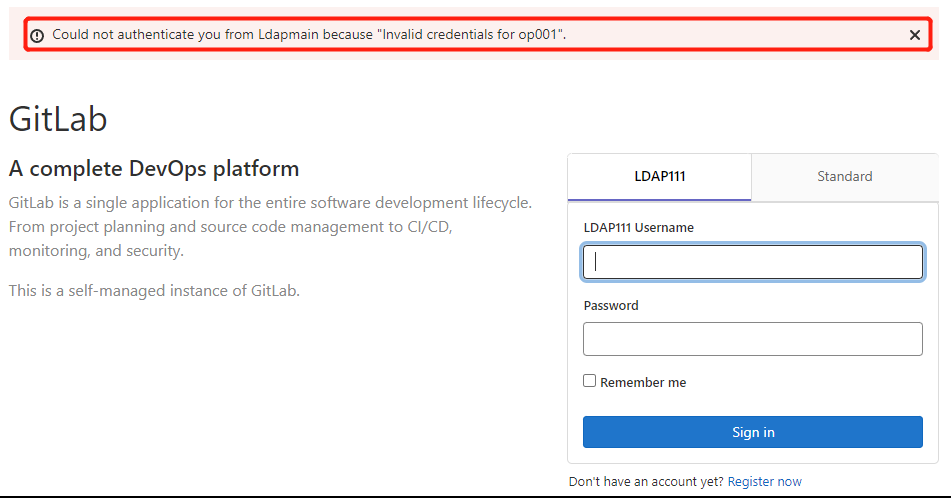 Could not authenticate you from Ldapmain because "Invalid credentials for op001".
GitLab
A complete DevOps platform
GitLab is a single application for the entire software development lifecycle.
From project planning and source code management to CI/CD,
monitoring, and security.
This is a self-managed instance of GitLab.
LDAP111
Standard
LDAP111 Username
Password
Remember me
Sign in
Don't have an account yet? Register now